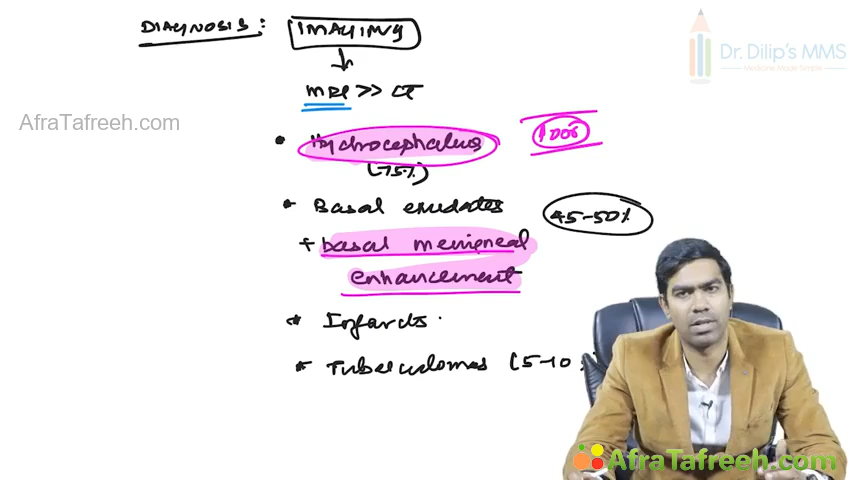 DIAGNOSIS: IMAGING
Dr. Dilip's MMS
Medicine Made Simple
MRI >> CT
AfraTafreeh.com
* Hydrocephalus
(75%)
* Basal exudates
45-50%
+ basal meningeal
enhancement
* Infarcts
* Tuberculomas (5-10
AfraTafreeh.com